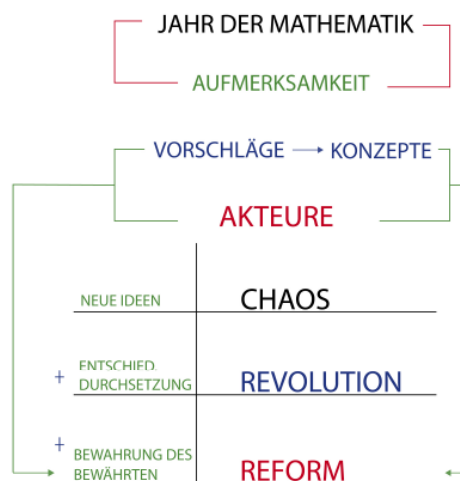 JAHR DER MATHEMATIK
AUFMERKSAMKEIT
VORSCHLÄGE → KONZEPTE
AKTEURE
NEUE IDEEN CHAOS
+ ENTSCHIED.
DURCHSETZUNG REVOLUTION
+ BEWAHRUNG DES
BEWÄHRTEN REFORM